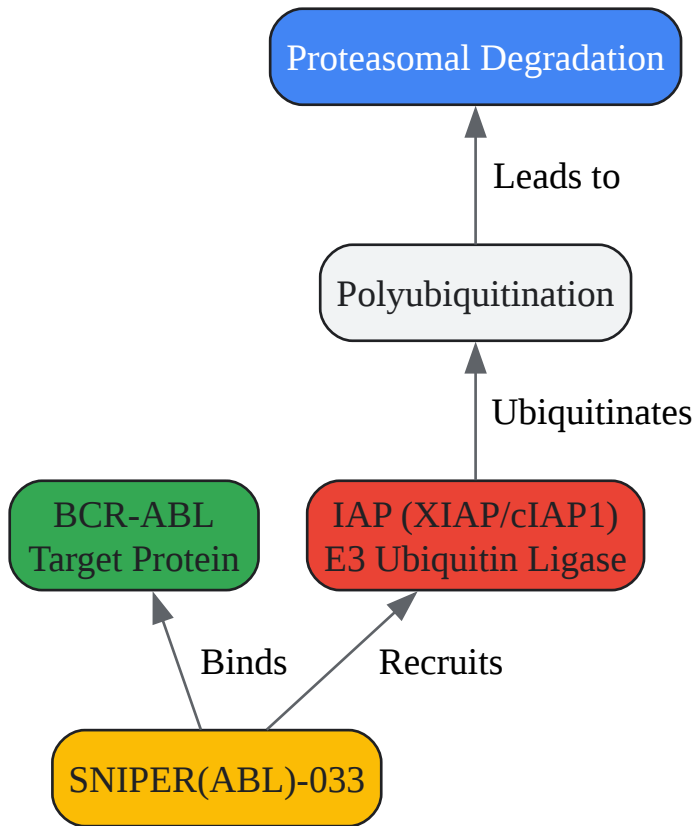 Proteasomal Degradation
Leads to
Polyubiquitination
Ubiquitinates
BCR-ABL
Target Protein
IAP (XIAP/cIAP1)
E3 Ubiquitin Ligase
Binds
Recruits
SNIPER(ABL)-033